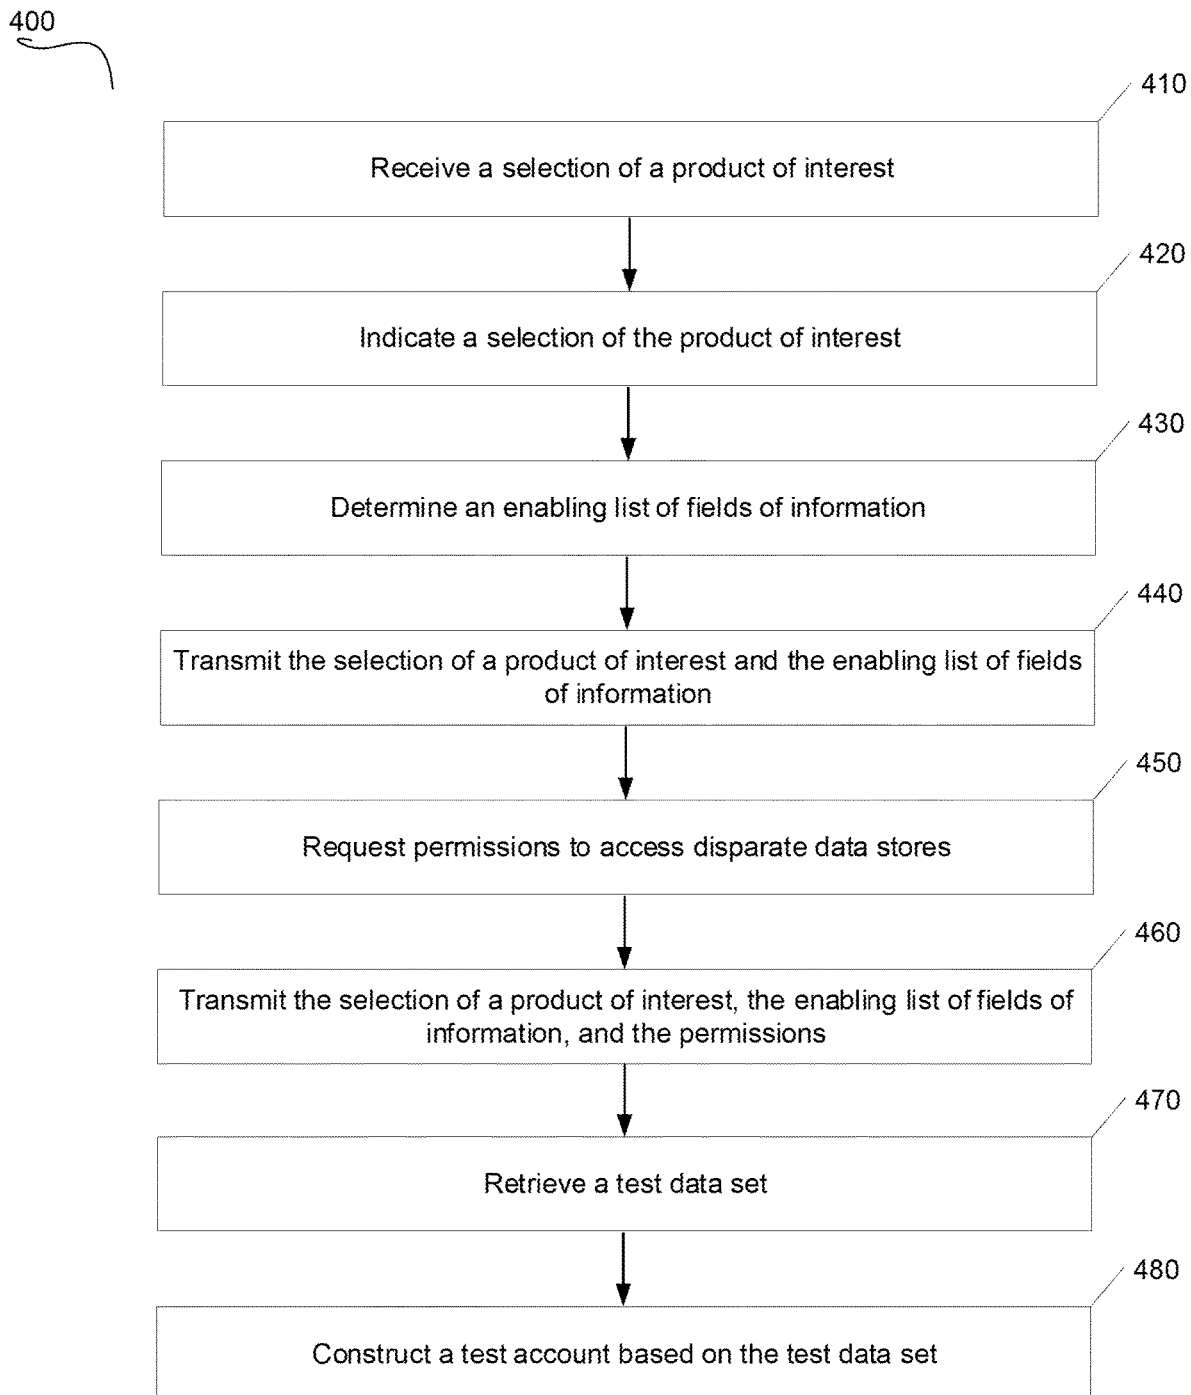 400
410
Receive a selection of a product of interest
420
Indicate a selection of the product of interest
430
Determine an enabling list of fields of information
440
Transmit the selection of a product of interest and the enabling list of fields
of information
450
Request permissions to access disparate data stores
460
Transmit the selection of a product of interest, the enabling list of fields of
information, and the permissions
470
Retrieve a test data set
480
Construct a test account based on the test data set